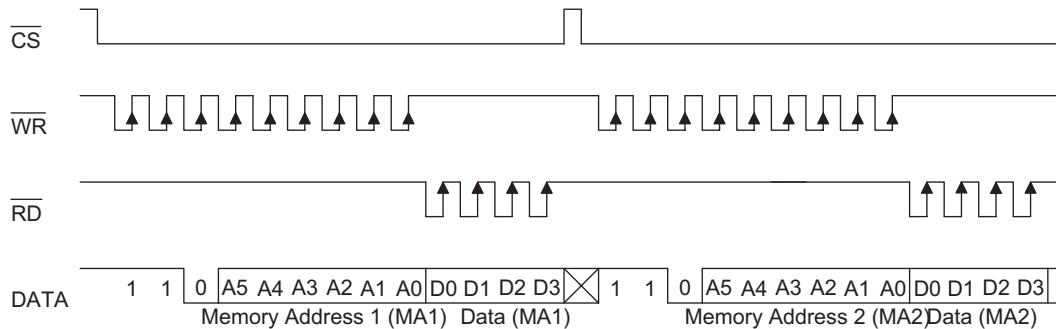 CS
WR
RD
DATA 1 1 0 A5 A4 A3 A2 A1 A0 D0 D1 D2 D3 1 1 0 A5 A4 A3 A2 A1 A0 D0 D1 D2 D3
Memory Address 1 (MA1) Data (MA1) Memory Address 2 (MA2) Data (MA2)